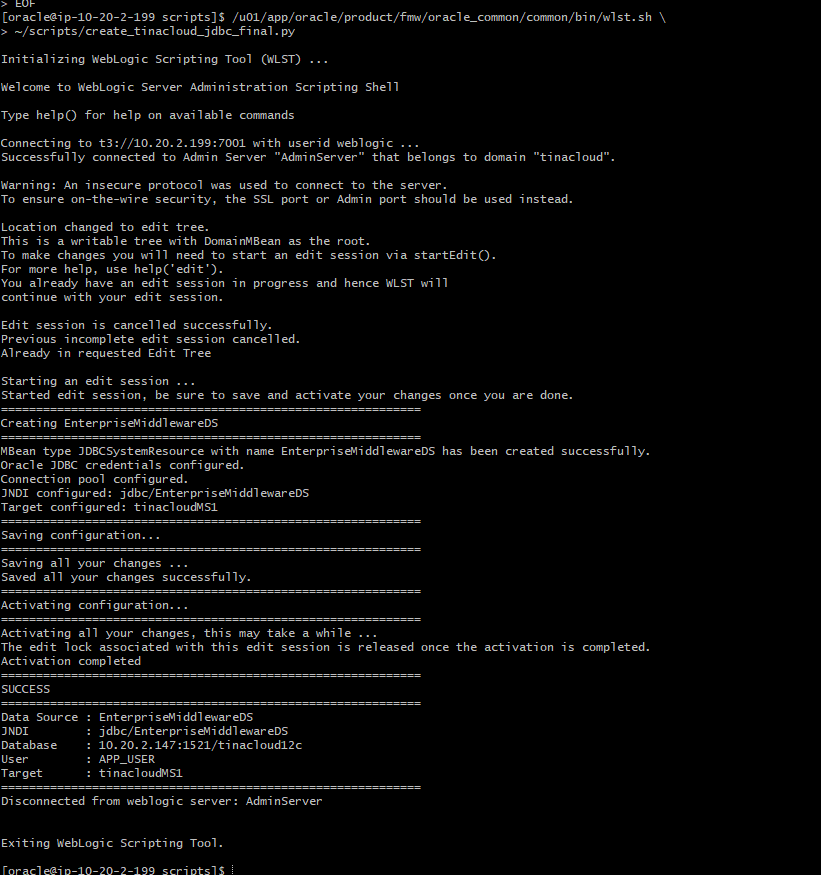 > EOF
[oracle@ip-10-20-2-199 scripts]$ /u01/app/oracle/product/fmw/oracle_common/common/bin/wlst.sh \
> ~/scripts/create_tinacloud_jdbc_final.py
Initializing WebLogic Scripting Tool (WLST) ...
Welcome to WebLogic Server Administration Scripting Shell
Type help() for help on available commands
Connecting to t3://10.20.2.199:7001 with userid weblogic ...
Successfully connected to Admin Server "AdminServer" that belongs to domain "tinacloud".
Warning: An insecure protocol was used to connect to the server.
To ensure on-the-wire security, the SSL port or Admin port should be used instead.
Location changed to edit tree.
This is a writable tree with DomainMBean as the root.
To make changes you will need to start an edit session via startEdit().
For more help, use help('edit').
You already have an edit session in progress and hence WLST will
continue with your edit session.
Edit session is cancelled successfully.
Previous incomplete edit session cancelled.
Already in requested Edit Tree
Starting an edit session ...
Started edit session, be sure to save and activate your changes once you are done.
============================================================
Creating EnterpriseMiddlewareDS
============================================================
MBean type JDBCSystemResource with name EnterpriseMiddlewareDS has been created successfully.
Oracle JDBC credentials configured.
Connection pool configured.
JNDI configured: jdbc/EnterpriseMiddlewareDS
Target configured: tinacloudMS1
============================================================
Saving configuration...
============================================================
Saving all your changes ...
Saved all your changes successfully.
============================================================
Activating configuration...
============================================================
Activating all your changes, this may take a while ...
The edit lock associated with this edit session is released once the activation is completed.
Activation completed
============================================================
SUCCESS
============================================================
Data Source : EnterpriseMiddlewareDS
JNDI        : jdbc/EnterpriseMiddlewareDS
Database    : 10.20.2.147:1521/tinacloud12c
User        : APP_USER
Target      : tinacloudMS1
============================================================
Disconnected from weblogic server: AdminServer
Exiting WebLogic Scripting Tool.
[oracle@ip-10-20-2-199 scripts]$